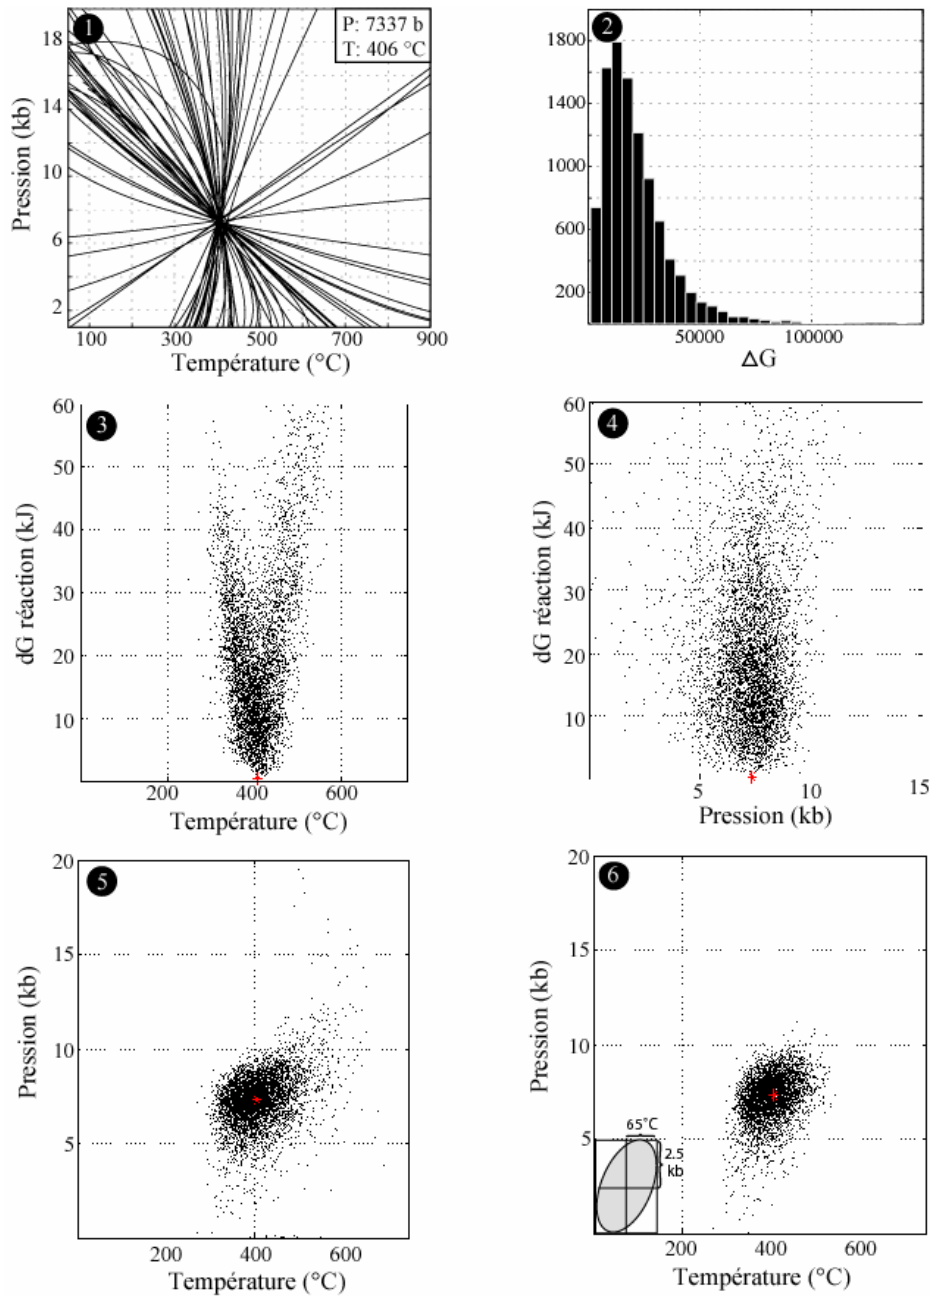 1
P: 7337 b
T: 406 °C
18
14
10
6
2
Pression (kb)
100 300 400 500 700 900
Température (°C)
2
1800
1400
1000
600
200
50000 100000
ΔG
3
60
50
40
30
20
10
dG réaction (kJ)
200 400 600
Température (°C)
4
60
50
40
30
20
10
dG réaction (kJ)
5 10 15
Pression (kb)
5
20
15
10
5
Pression (kb)
200 400 600
Température (°C)
6
20
15
10
5
Pression (kb)
65°C
2.5
kb
200 400 600
Température (°C)